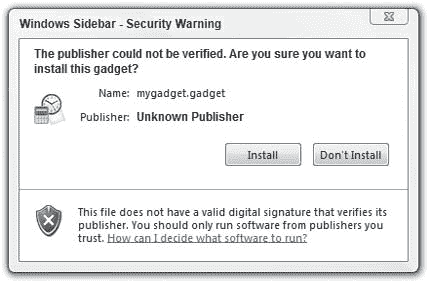 Windows Sidebar - Security Warning
The publisher could not be verified. Are you sure you want to
install this gadget?
Name: mygadget.gadget
Publisher: Unknown Publisher
Install Don't Install
This file does not have a valid digital signature that verifies its
publisher. You should only run software from publishers you
trust. How can I decide what software to run?